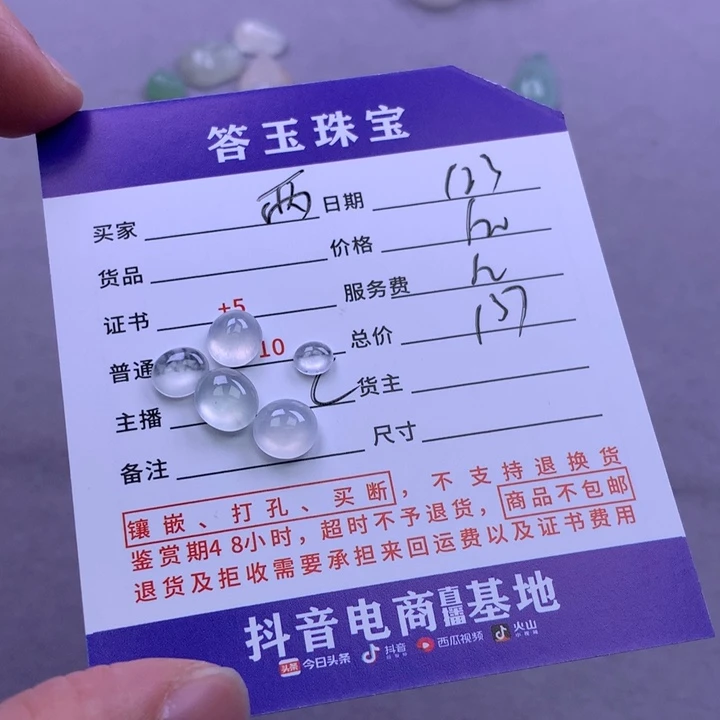 答玉珠宝
买家 两 日期 123
货品 价格
证书 +5 服务费
普通 10 总价 137
主播 货主
备注 尺寸
镶嵌、打孔、买断，不支持退换货
鉴赏期48小时，超时不予退货，商品不包邮
退货及拒收需要承担来回运费以及证书费用
抖音电商直播基地
头条 今日头条 抖音 西瓜视频 火山